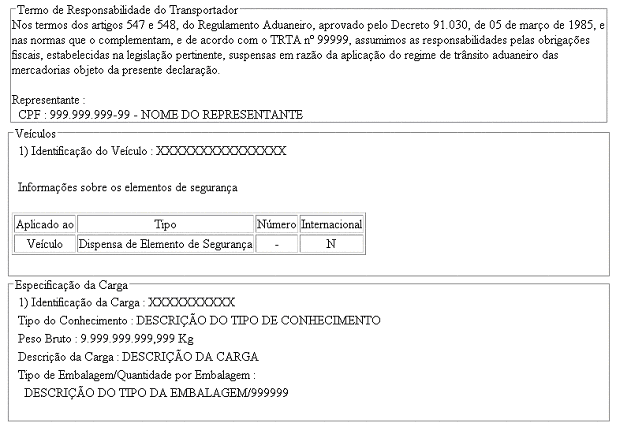 Termo de Responsabilidade do Transportador
Nos termos dos artigos 547 e 548, do Regulamento Aduaneiro, aprovado pelo Decreto 91.030, de 05 de março de 1985, e
nas normas que o complementam, e de acordo com o TRTA nº 99999, assumimos as responsabilidades pelas obrigações
fiscais, estabelecidas na legislação pertinente, suspensas em razão da aplicação do regime de trânsito aduaneiro das
mercadorias objeto da presente declaração.
Representante :
CPF : 999.999.999-99 - NOME DO REPRESENTANTE
Veículos
1) Identificação do Veículo : XXXXXXXXXXXXXXXX
Informações sobre os elementos de segurança
Aplicado ao Tipo Número Internacional
Veículo Dispensa de Elemento de Segurança - N
Especificação da Carga
1) Identificação da Carga : XXXXXXXXXX
Tipo do Conhecimento : DESCRIÇÃO DO TIPO DE CONHECIMENTO
Peso Bruto : 9.999.999.999,999 Kg
Descrição da Carga : DESCRIÇÃO DA CARGA
Tipo de Embalagem/Quantidade por Embalagem :
DESCRIÇÃO DO TIPO DA EMBALAGEM/999999